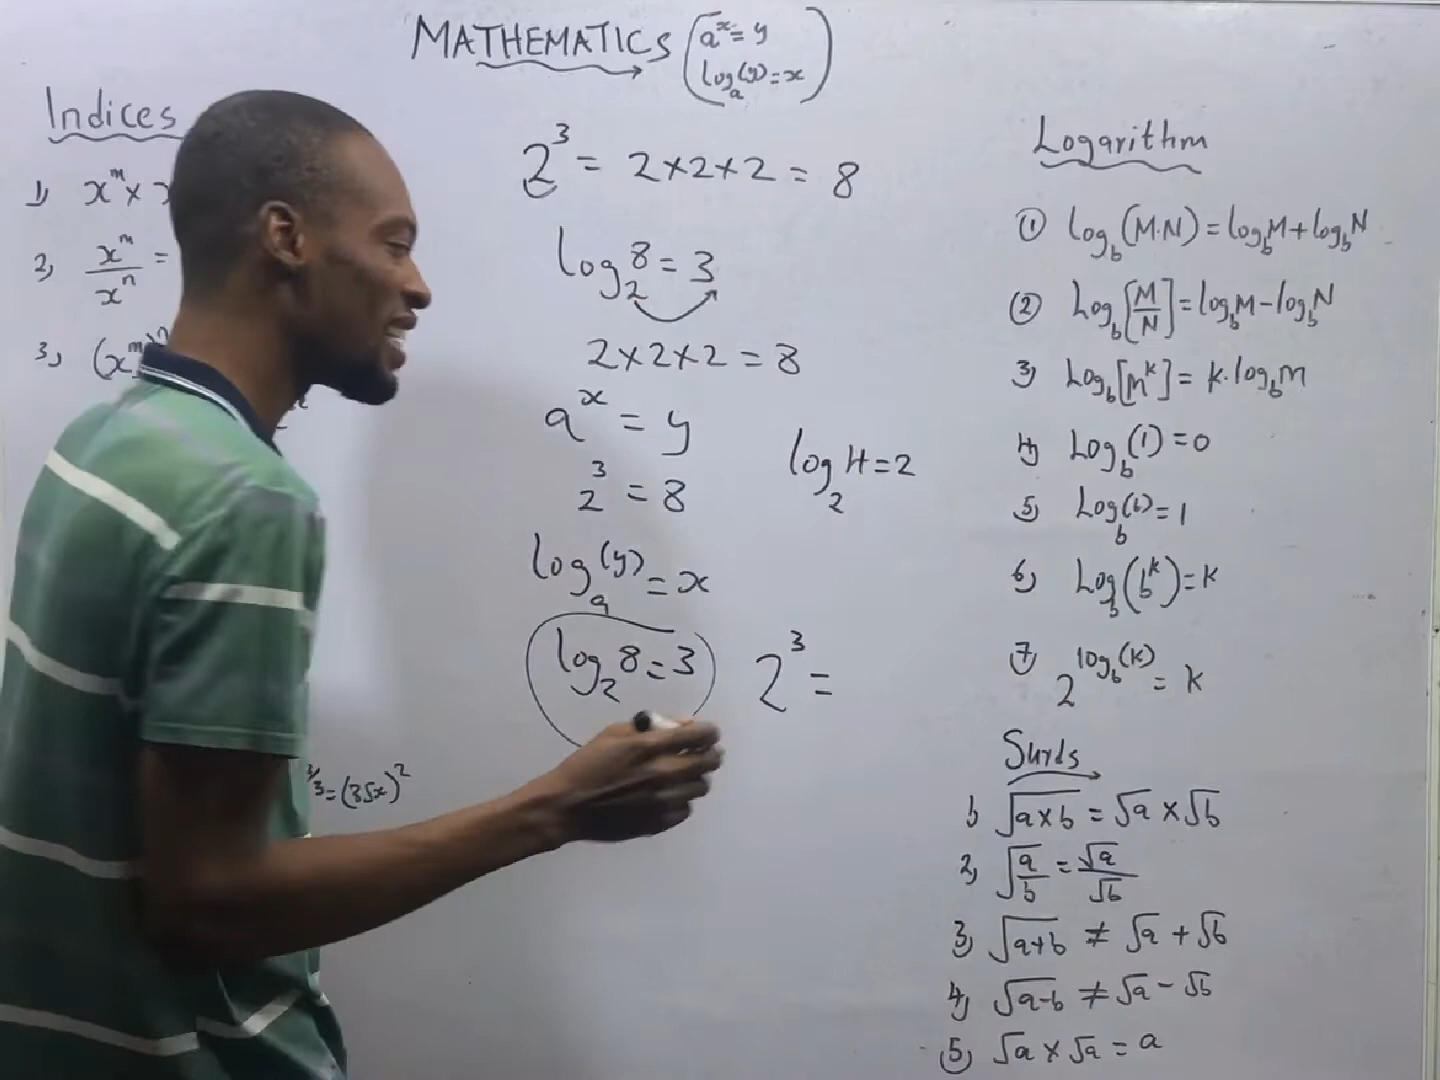 MATHEMATICS (a^x = y
log_a(y) = x)
Indices
1) x^m ×
2) x^m/x^n =
3) (x^m)^n
^3 = (3√x)^2
2^3 = 2×2×2 = 8
log_2 8 = 3
2×2×2 = 8
a^x = y
2^3 = 8
log_2 4 = 2
log_a(y) = x
log_2 8 = 3
2^3 =
Logarithm
① log_b(M·N) = log_b M + log_b N
② Log_b[M/N] = log_b M − log_b N
3) Log_b[m^k] = k·log_b m
4) Log_b(1) = 0
5) Log_b(b) = 1
6) Log_b(b^k) = k
7) 2^log_b(k) = k
Surds
1) √(a×b) = √a × √b
2) √(a/b) = √a/√b
3) √(a+b) ≠ √a + √b
4) √(a-b) ≠ √a − √b
5) √a × √a = a